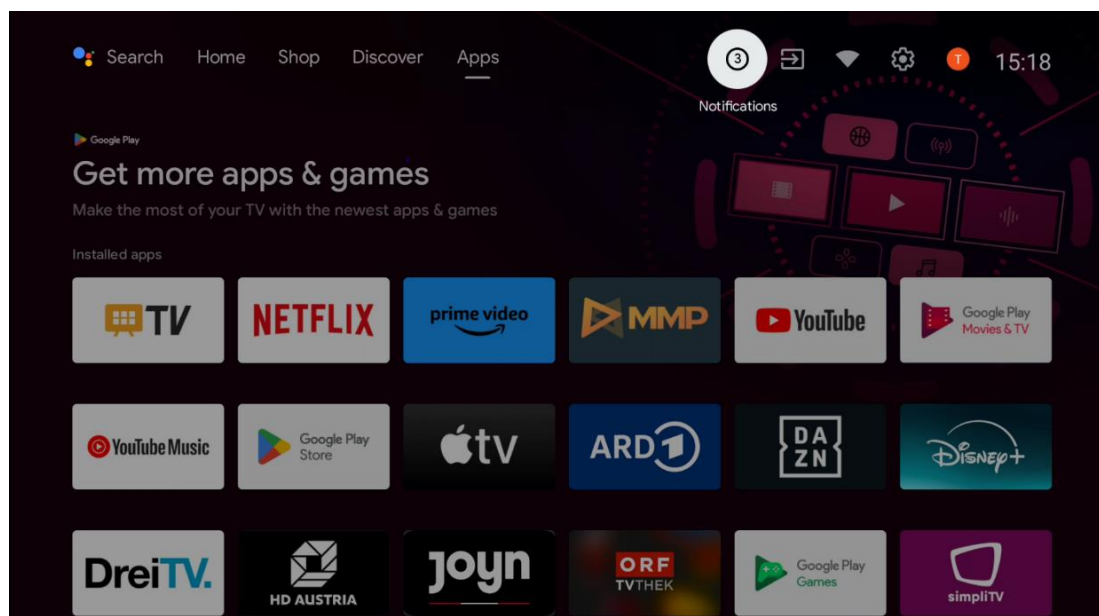 Search Home Shop Discover Apps 3 T 15:18
Notifications
Google Play
Get more apps & games
Make the most of your TV with the newest apps & games
Installed apps
TV NETFLIX prime video MMP YouTube Google Play
Movies & TV
YouTube Music Google Play
Store tv ARD 1 DAZN Disney+
DreiTV. HD AUSTRIA joyn ORF
TVTHEK Google Play
Games simpliTV